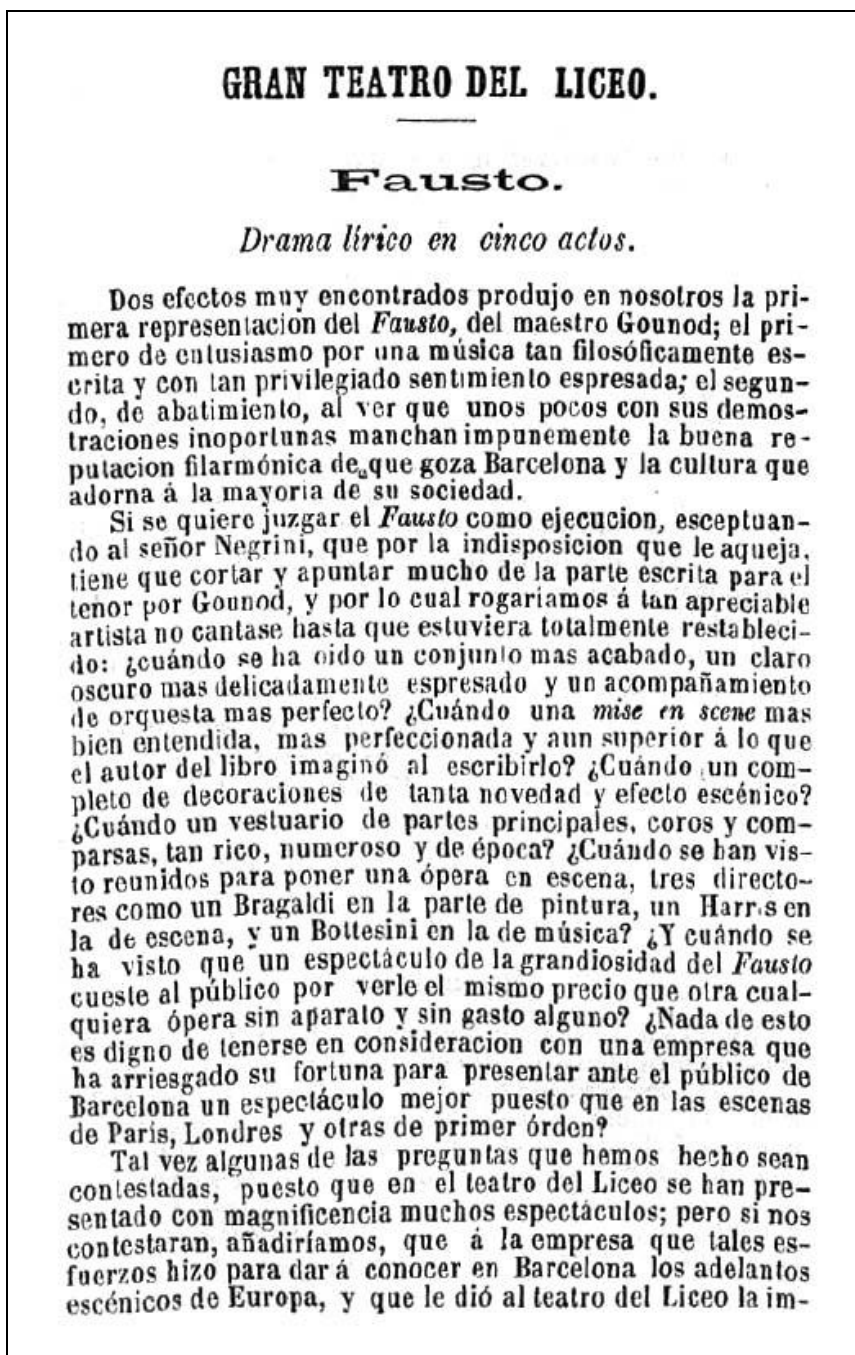 GRAN TEATRO DEL LICEO.
Fausto.
Drama lírico en cinco actos.
Dos efectos muy encontrados produjo en nosotros la pri-
mera representacion del Fausto, del maestro Gounod; el pri-
mero de entusiasmo por una música tan filosóficamente es-
crita y con tan privilegiado sentimiento espresada; el segun-
do, de abatimiento, al ver que unos pocos con sus demos-
traciones inoportunas manchan impunemente la buena re-
putacion filarmónica de que goza Barcelona y la cultura que
adorna á la mayoria de su sociedad.
Si se quiere juzgar el Fausto como ejecucion, esceptuan-
do al señor Negrini, que por la indisposicion que le aqueja,
tiene que cortar y apuntar mucho de la parte escrita para el
tenor por Gounod, y por lo cual rogariamos á tan apreciable
artista no cantase hasta que estuviera totalmente restableci-
do: ¿cuándo se ha oido un conjunto mas acabado, un claro
oscuro mas delicadamente espresado y un acompañamiento
de orquesta mas perfecto? ¿Cuándo una mise en scene mas
bien entendida, mas perfeccionada y aun superior á lo que
el autor del libro imaginó al escribirlo? ¿Cuándo un com-
pleto de decoraciones de tanta novedad y efecto escénico?
¿Cuándo un vestuario de partes principales, coros y com-
parsas, tan rico, numeroso y de época? ¿Cuándo se han vis-
to reunidos para poner una ópera en escena, tres directo-
res como un Bragaldi en la parte de pintura, un Harris en
la de escena, y un Bottesini en la de música? ¿Y cuándo se
ha visto que un espectáculo de la grandiosidad del Fausto
cueste al público por verle el mismo precio que otra cual-
quiera ópera sin aparato y sin gasto alguno? ¿Nada de esto
es digno de tenerse en consideracion con una empresa que
ha arriesgado su fortuna para presentar ante el público de
Barcelona un espectáculo mejor puesto que en las escenas
de París, Londres y otras de primer órden?
Tal vez algunas de las preguntas que hemos hecho sean
contestadas, puesto que en el teatro del Liceo se han pre-
sentado con magnificencia muchos espectáculos; pero si nos
contestaran, añadiríamos, que á la empresa que tales es-
fuerzos hizo para dar á conocer en Barcelona los adelantos
escénicos de Europa, y que le dió al teatro del Liceo la im-